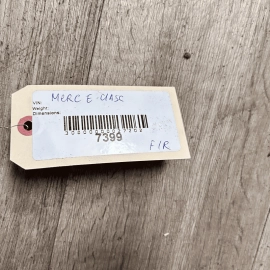 MERC E-CLASS
VIN:
Weight:
Dimensions:
7399
F/R